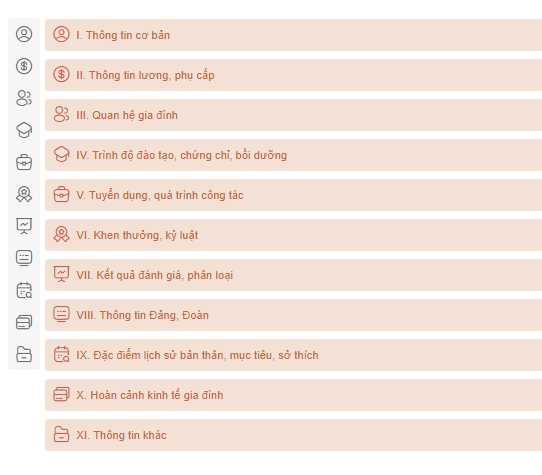 I. Thông tin cơ bản
II. Thông tin lương, phụ cấp
III. Quan hệ gia đình
IV. Trình độ đào tạo, chứng chỉ, bồi dưỡng
V. Tuyển dụng, quá trình công tác
VI. Khen thưởng, kỷ luật
VII. Kết quả đánh giá, phân loại
VIII. Thông tin Đảng, Đoàn
IX. Đặc điểm lịch sử bản thân, mục tiêu, sở thích
X. Hoàn cảnh kinh tế gia đình
XI. Thông tin khác